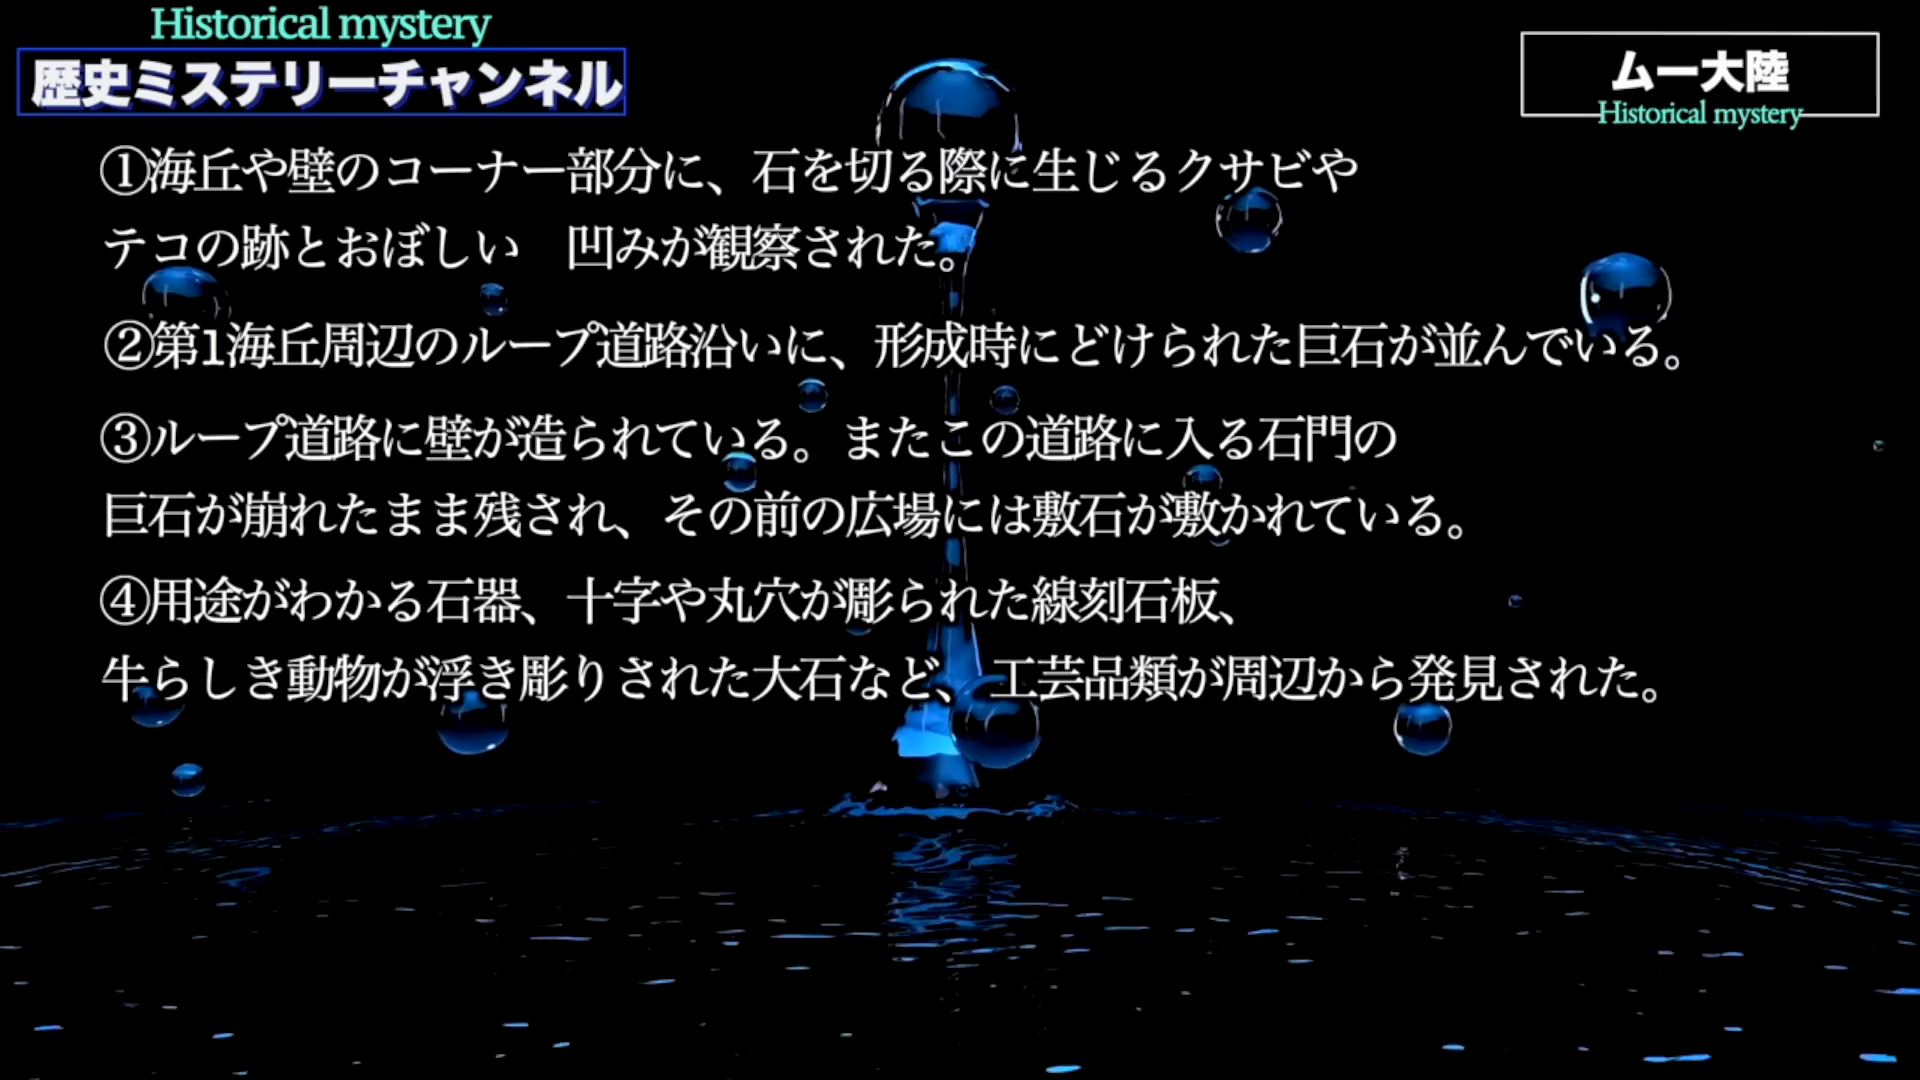 Historical mystery
歴史ミステリーチャンネル
ムー大陸
Historical mystery
①海丘や壁のコーナー部分に、石を切る際に生じるクサビや
テコの跡とおぼしい　凹みが観察された。
②第1海丘周辺のループ道路沿いに、形成時にどけられた巨石が並んでいる。
③ループ道路に壁が造られている。またこの道路に入る石門の
巨石が崩れたまま残され、その前の広場には敷石が敷かれている。
④用途がわかる石器、十字や丸穴が彫られた線刻石板、
牛らしき動物が浮き彫りされた大石など、工芸品類が周辺から発見された。